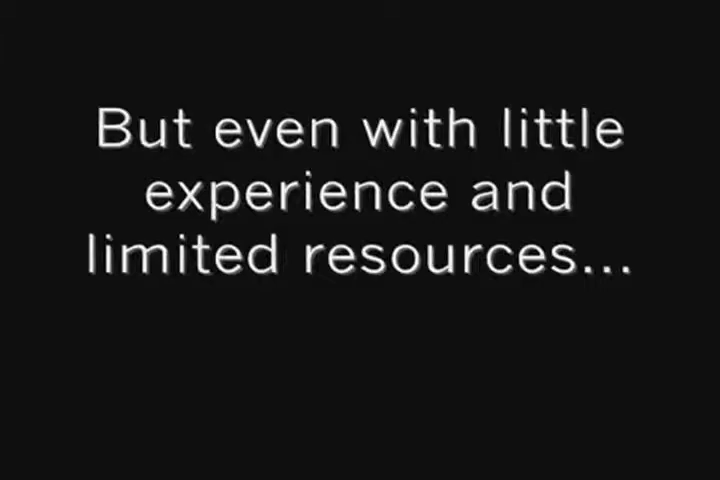 But even with little
experience and
limited resources...